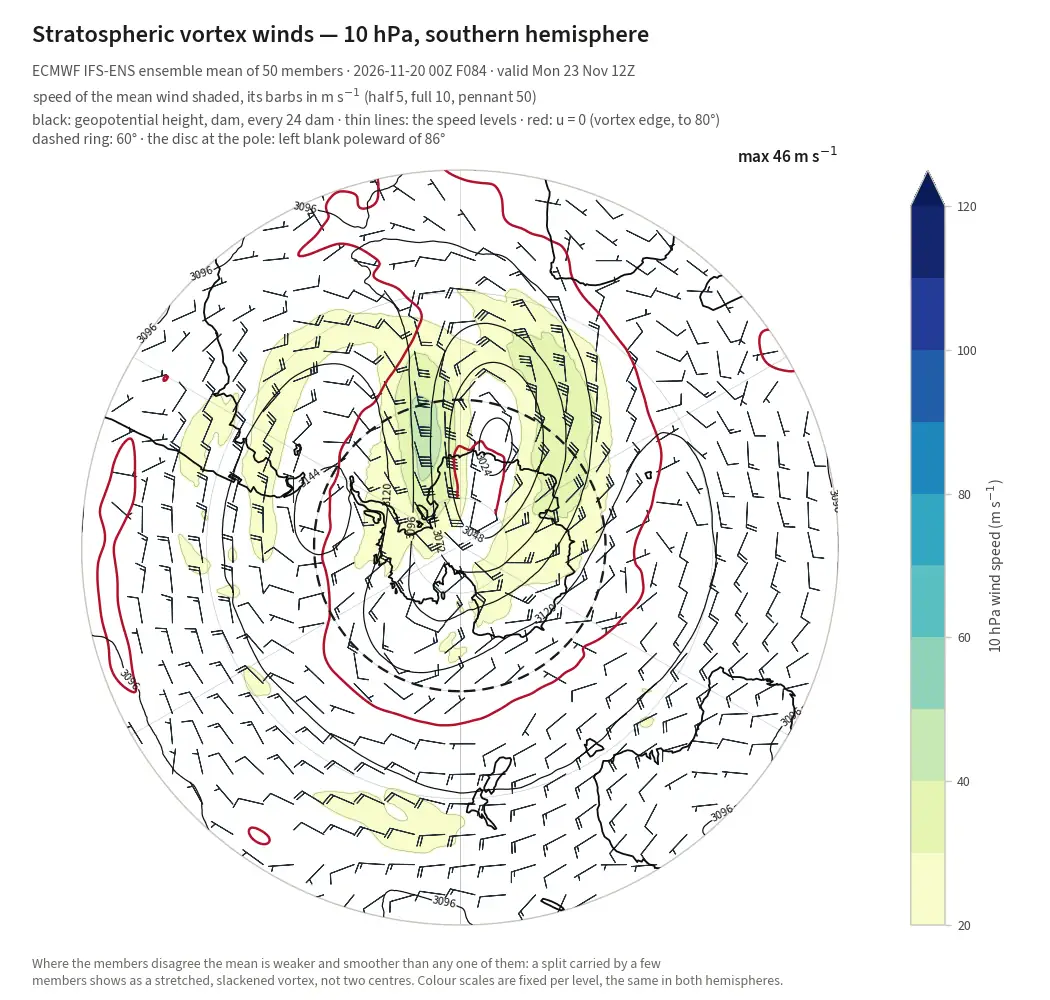 Stratospheric vortex winds — 10 hPa, southern hemisphere
ECMWF IFS-ENS ensemble mean of 50 members · 2026-11-20 00Z F084 · valid Mon 23 Nov 12Z
speed of the mean wind shaded, its barbs in m s⁻¹ (half 5, full 10, pennant 50)
black: geopotential height, dam, every 24 dam · thin lines: the speed levels · red: u = 0 (vortex edge, to 80°)
dashed ring: 60° · the disc at the pole: left blank poleward of 86°
max 46 m s⁻¹
120
100
80
60
40
20
10 hPa wind speed (m s⁻¹)
3096
3096
3096
3024
3144
3120
3096
3072
3048
3120
3096
3096
3096
3096
Where the members disagree the mean is weaker and smoother than any one of them: a split carried by a few
members shows as a stretched, slackened vortex, not two centres. Colour scales are fixed per level, the same in both hemispheres.